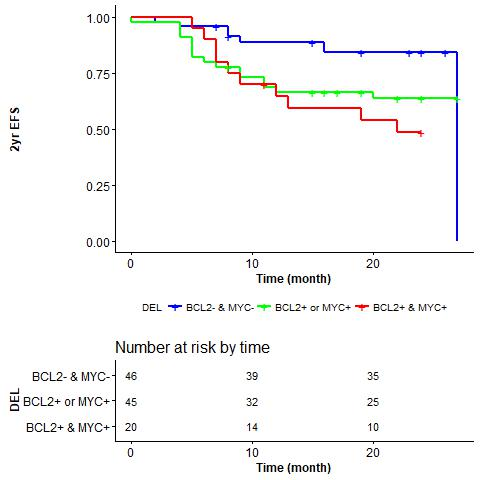 1.00
0.75
0.50
0.25
0.00
2yr EFS
0 10 20
Time (month)
DEL BCL2- & MYC- BCL2+ or MYC+ BCL2+ & MYC+
Number at risk by time
DEL
BCL2- & MYC- 46 39 35
BCL2+ or MYC+ 45 32 25
BCL2+ & MYC+ 20 14 10
0 10 20
Time (month)